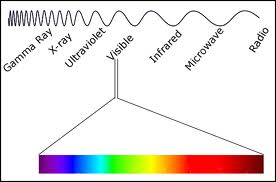 Gamma Ray
X-ray
Ultraviolet
Visible
Infrared
Microwave
Radio